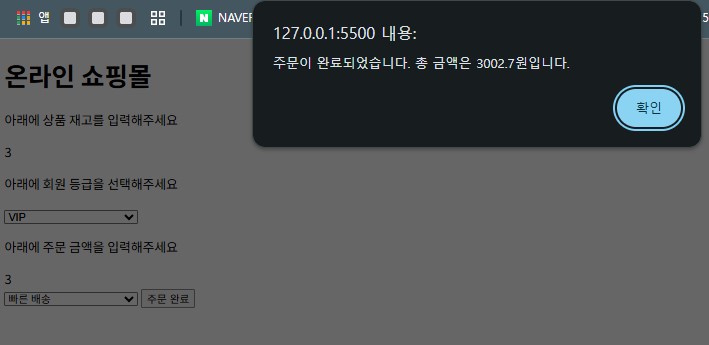 앱
NAVER
127.0.0.1:5500 내용:
주문이 완료되었습니다. 총 금액은 3002.7원입니다.
확인
온라인 쇼핑몰
아래에 상품 재고를 입력해주세요
3
아래에 회원 등급을 선택해주세요
VIP
아래에 주문 금액을 입력해주세요
3
빠른 배송 주문 완료